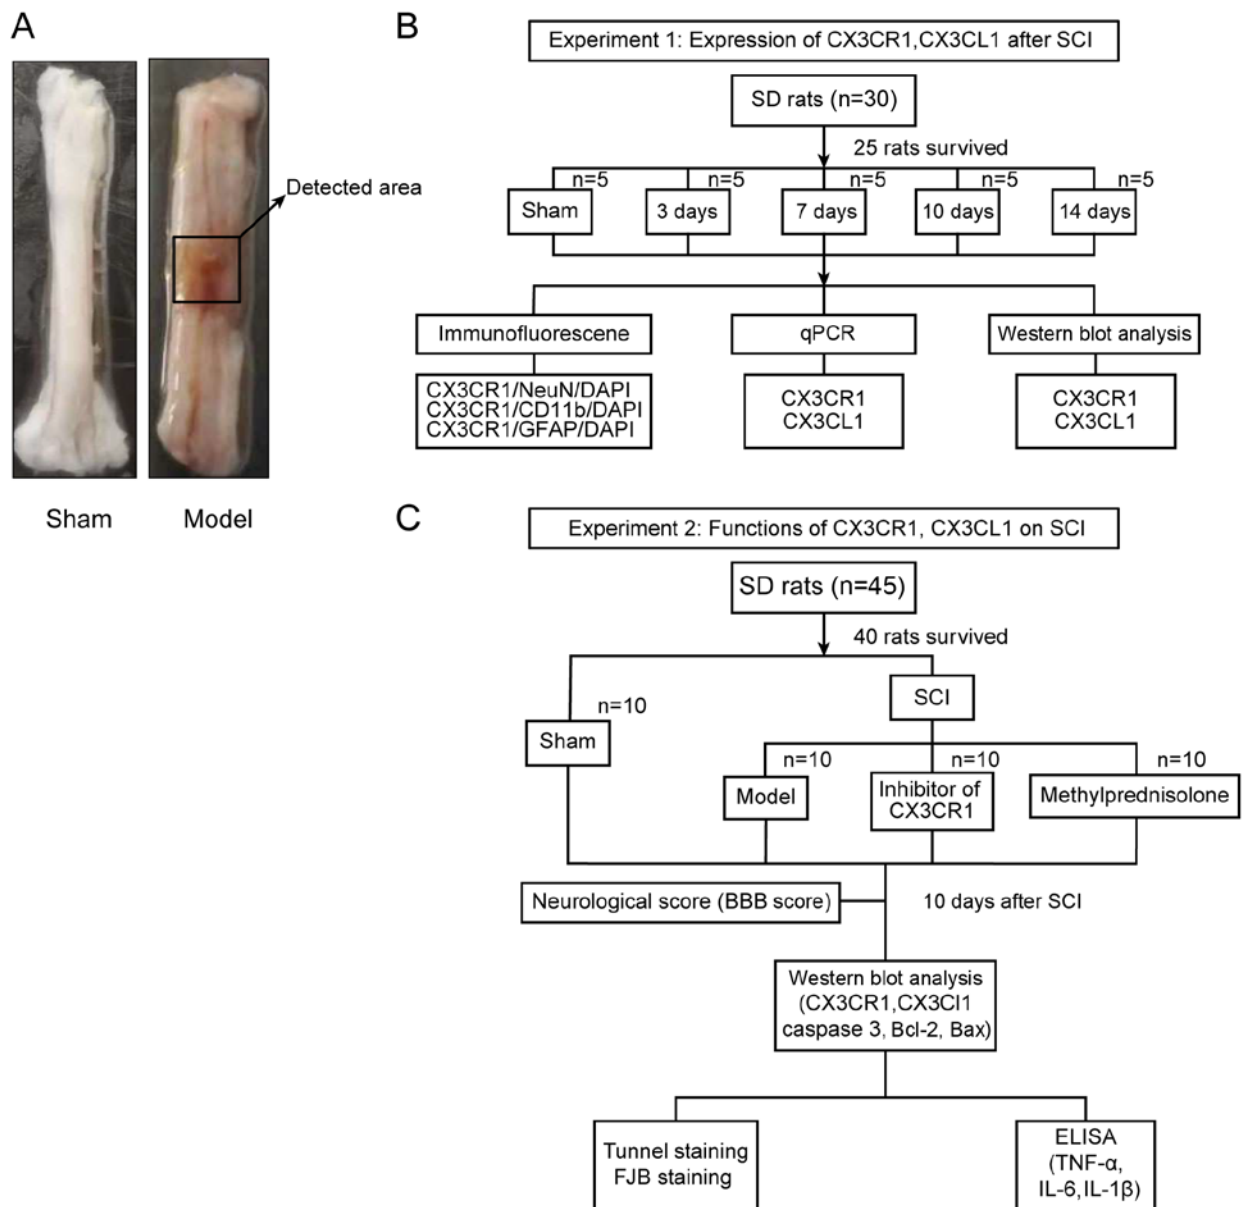 A
Detected area
Sham
Model
B
Experiment 1: Expression of CX3CR1,CX3CL1 after SCI
SD rats (n=30)
25 rats survived
n=5
n=5
n=5
n=5
n=5
Sham
3 days
7 days
10 days
14 days
Immunofluorescene
qPCR
Western blot analysis
CX3CR1/NeuN/DAPI
CX3CR1/CD11b/DAPI
CX3CR1/GFAP/DAPI
CX3CR1
CX3CL1
CX3CR1
CX3CL1
C
Experiment 2: Functions of CX3CR1, CX3CL1 on SCI
SD rats (n=45)
40 rats survived
SCI
n=10
Sham
n=10
n=10
n=10
Model
Inhibitor of
CX3CR1
Methylprednisolone
Neurological score (BBB score)
10 days after SCI
Western blot analysis
(CX3CR1,CX3Cl1
caspase 3, Bcl-2, Bax)
Tunnel staining
FJB staining
ELISA
(TNF-α,
IL-6,IL-1β)